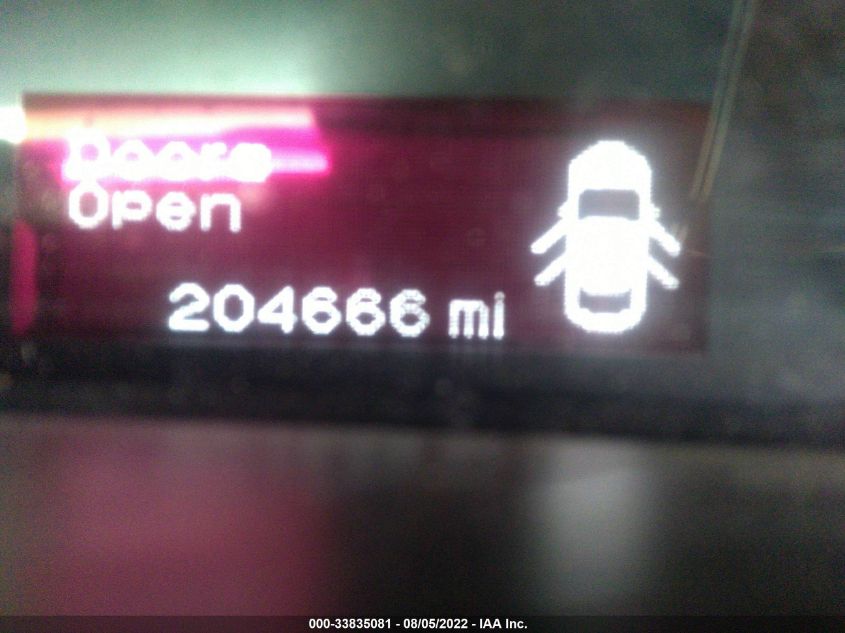 Doors
Open
204666 mi
000-33835081 - 08/05/2022 - IAA Inc.